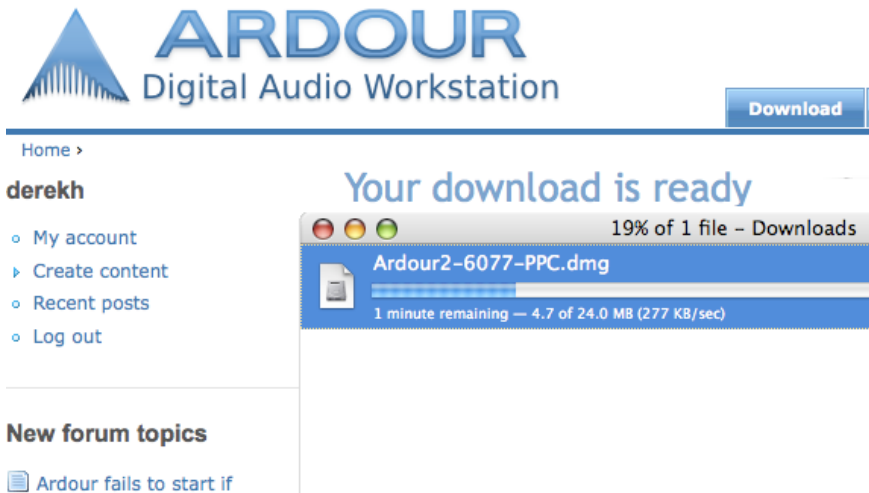 ARDOUR
Digital Audio Workstation
Download
Home ›
derekh
Your download is ready
My account
Create content
Recent posts
Log out
19% of 1 file – Downloads
Ardour2-6077-PPC.dmg
1 minute remaining — 4.7 of 24.0 MB (277 KB/sec)
New forum topics
Ardour fails to start if